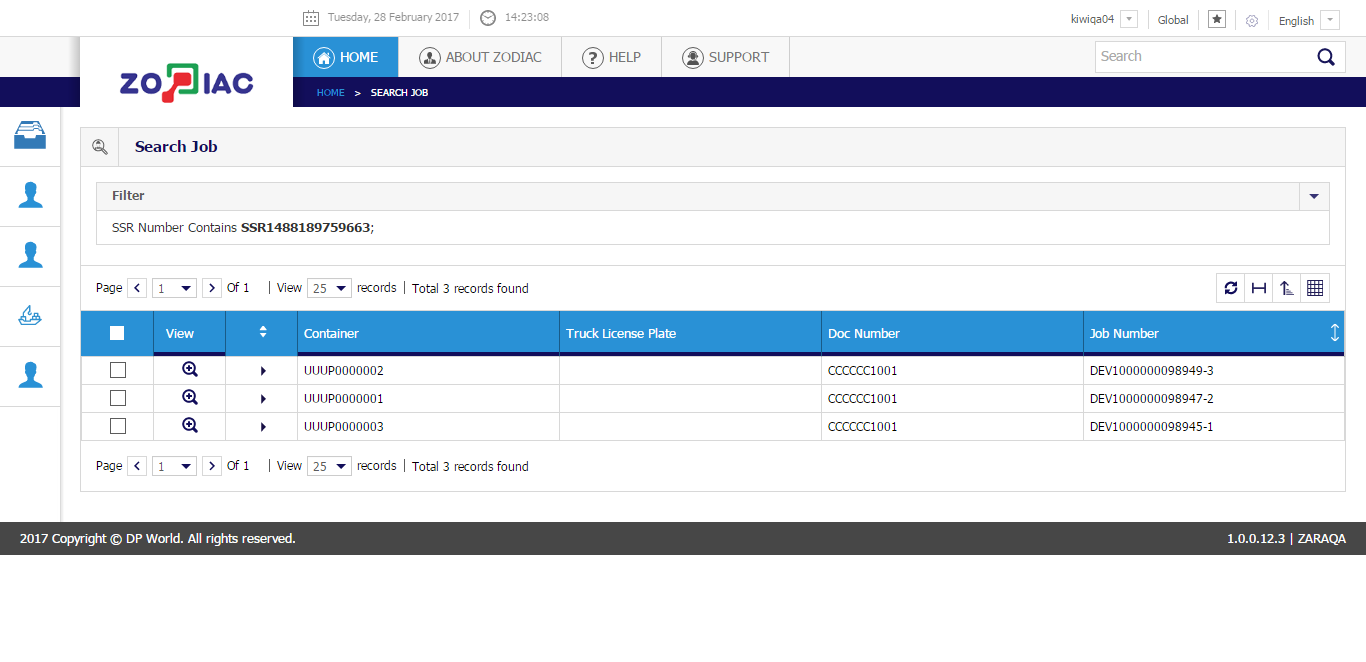 Tuesday, 28 February 2017 14:23:08 kiwiqa04 Global English
ZODIAC
HOME ABOUT ZODIAC ? HELP SUPPORT Search
HOME > SEARCH JOB
Search Job
Filter
SSR Number Contains SSR1488189759663;
Page 1 Of 1 | View 25 records | Total 3 records found
View Container Truck License Plate Doc Number Job Number
UUUP0000002 CCCCCC1001 DEV1000000098949-3
UUUP0000001 CCCCCC1001 DEV1000000098947-2
UUUP0000003 CCCCCC1001 DEV1000000098945-1
Page 1 Of 1 | View 25 records | Total 3 records found
2017 Copyright © DP World. All rights reserved. 1.0.0.12.3 | ZARAQA